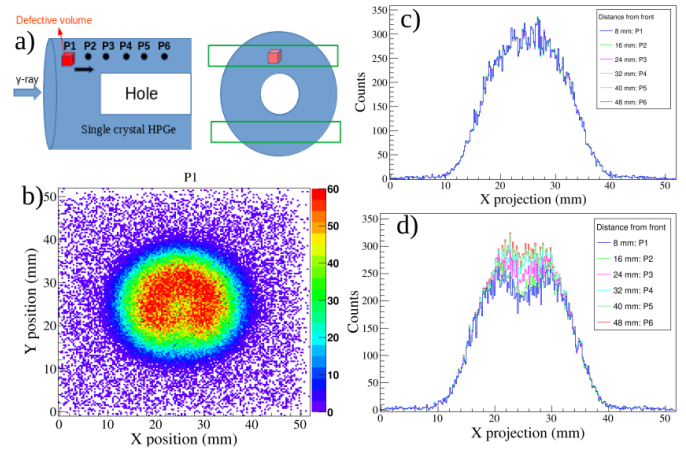 Defective volume
a)
P1 P2 P3 P4 P5 P6
γ-ray
Hole
Single crystal HPGe
b)
P1
Y position (mm)
50
40
30
20
10
0
0 10 20 30 40 50
X position (mm)
60
50
40
30
20
10
0
c)
Counts
350
300
250
200
150
100
50
0
0 10 20 30 40 50
X projection (mm)
Distance from front
8 mm: P1
16 mm: P2
24 mm: P3
32 mm: P4
40 mm: P5
48 mm: P6
d)
Counts
350
300
250
200
150
100
50
0
0 10 20 30 40 50
X projection (mm)
Distance from front
8 mm: P1
16 mm: P2
24 mm: P3
32 mm: P4
40 mm: P5
48 mm: P6